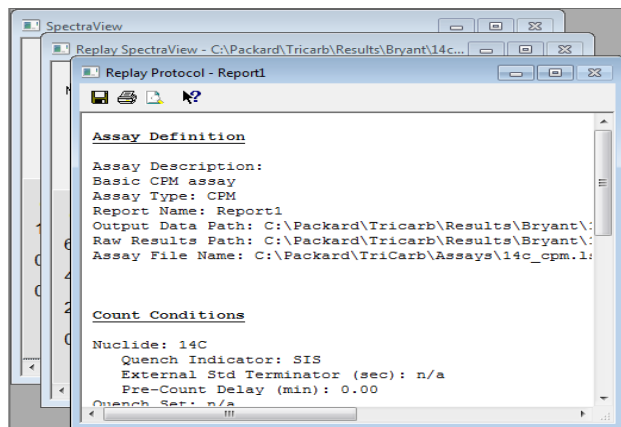 SpectraView
Replay SpectraView - C:\Packard\Tricarb\Results\Bryant\14c...
Replay Protocol - Report1
Assay Definition
Assay Description:
Basic CPM assay
Assay Type: CPM
Report Name: Report1
Output Data Path: C:\Packard\Tricarb\Results\Bryant\
Raw Results Path: C:\Packard\Tricarb\Results\Bryant\
Assay File Name: C:\Packard\TriCarb\Assays\14c_cpm.l
Count Conditions
Nuclide: 14C
Quench Indicator: SIS
External Std Terminator (sec): n/a
Pre-Count Delay (min): 0.00
Quench Set: n/a